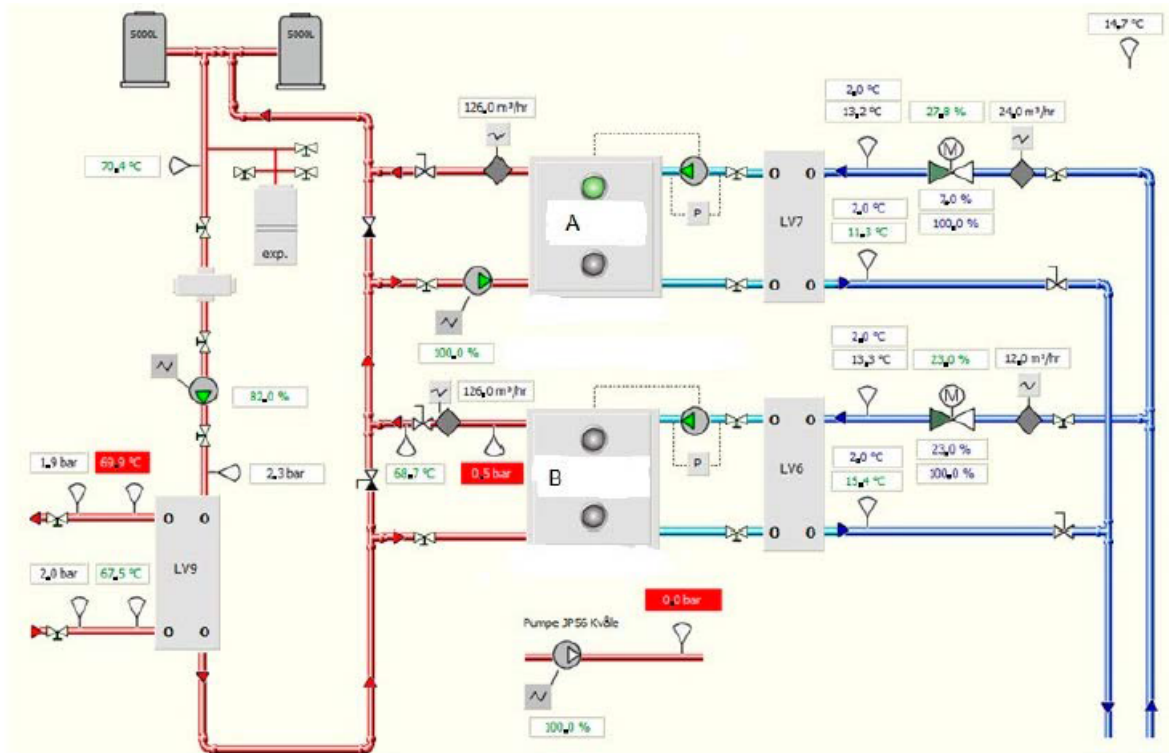 5000L
5000L
14.7 °C
126.0 m³/hr
2.0 °C
13.2 °C
27.8 %
24.0 m³/hr
70.4 °C
A
P
LV7
2.0 °C
11.3 °C
100.0 %
exp.
100.0 %
2.0 °C
13.3 °C
23.0 %
12.0 m³/hr
82.0 %
126.0 m³/hr
1.9 bar
69.9 °C
2.3 bar
68.7 °C
0.5 bar
B
P
LV6
2.0 °C
15.4 °C
23.0 %
100.0 %
2.0 bar
67.5 °C
LV9
0.0 bar
Pumpe JPS6 Kvåle
100.0 %